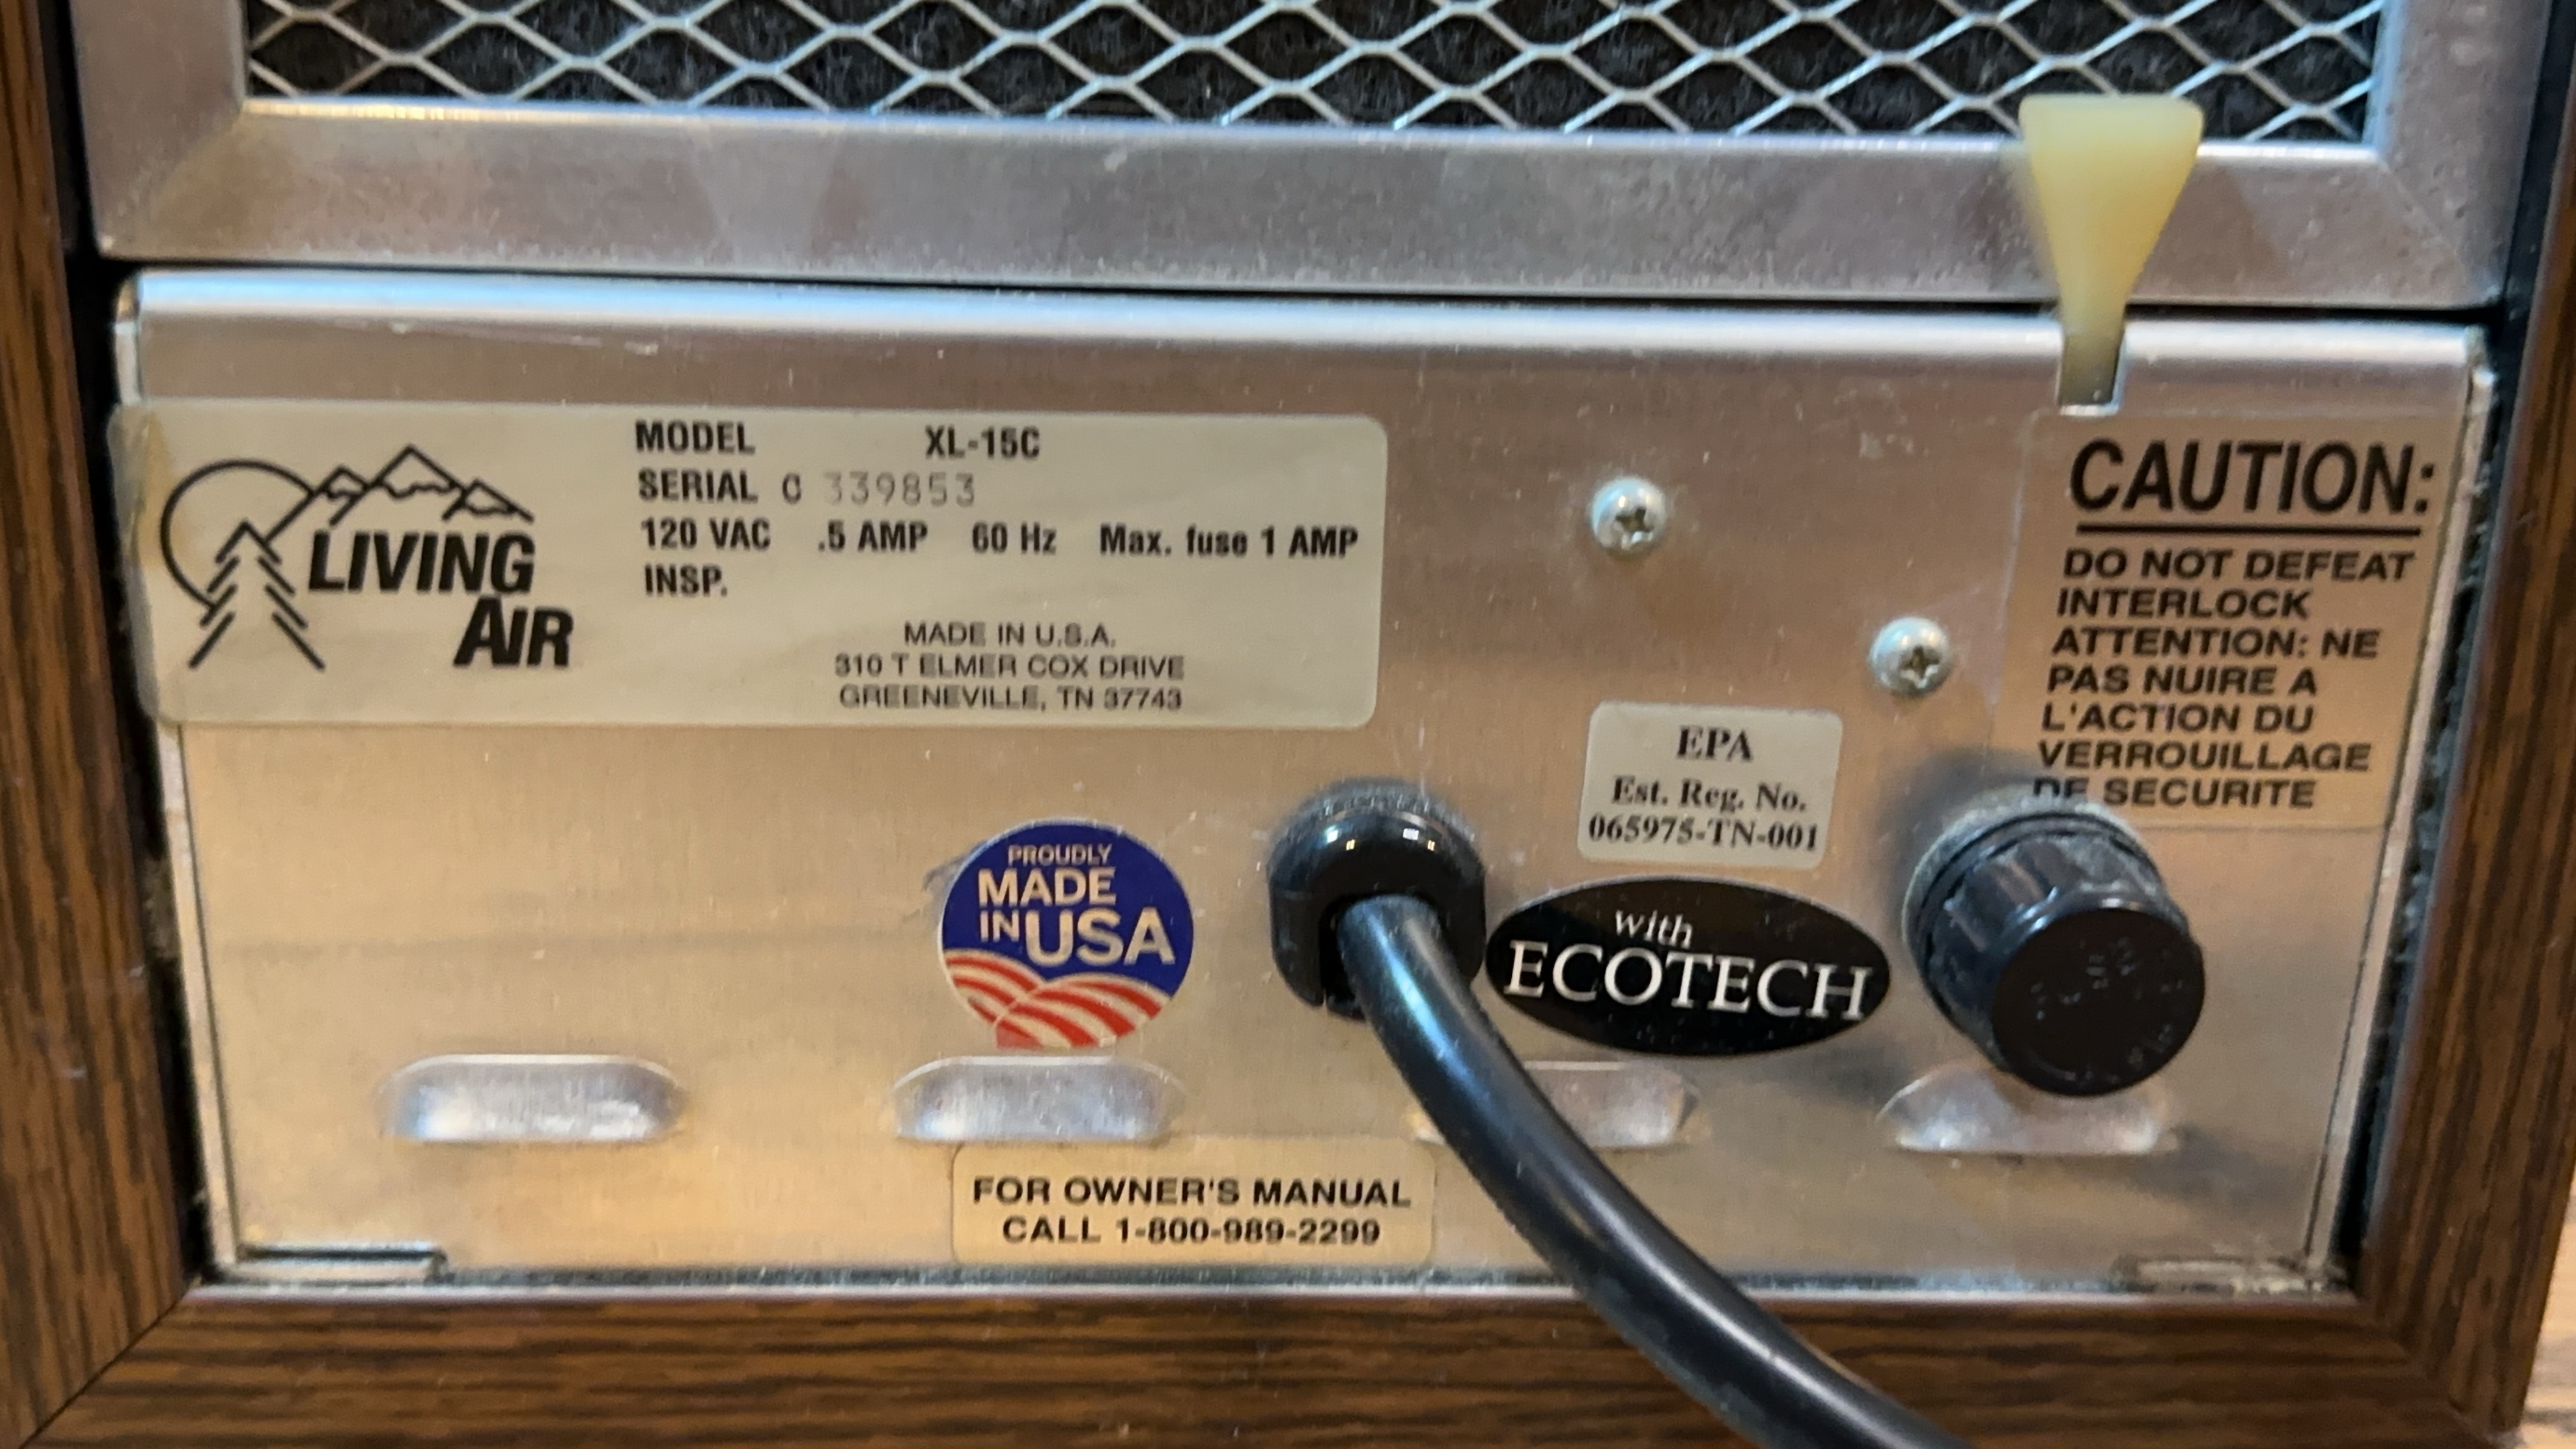 LIVING
AIR
MODEL XL-15C
SERIAL C 339853
120 VAC .5 AMP 60 Hz Max. fuse 1 AMP
INSP.
MADE IN U.S.A.
310 T ELMER COX DRIVE
GREENEVILLE, TN 37743
CAUTION:
DO NOT DEFEAT
INTERLOCK
ATTENTION: NE
PAS NUIRE A
L'ACTION DU
VERROUILLAGE
DE SECURITE
EPA
Est. Reg. No.
065975-TN-001
PROUDLY
MADE
IN USA
with
ECOTECH
FOR OWNER'S MANUAL
CALL 1-800-989-2299